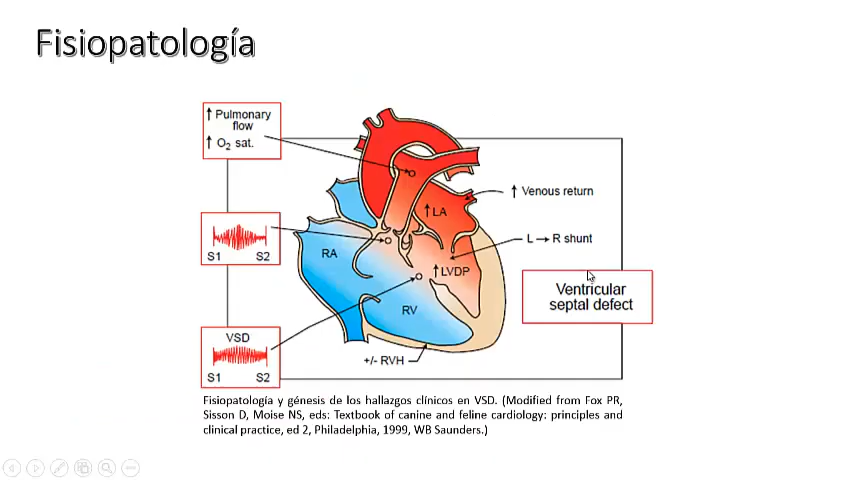 Fisiopatología
↑ Pulmonary
flow
↑ O2 sat.
↑ Venous return
↑ LA
S1 S2
L → R shunt
RA
↑ LVDP
Ventricular
septal defect
RV
VSD
S1 S2
+/- RVH
Fisiopatología y génesis de los hallazgos clínicos en VSD. (Modified from Fox PR,
Sisson D, Moise NS, eds: Textbook of canine and feline cardiology: principles and
clinical practice, ed 2, Philadelphia, 1999, WB Saunders.)